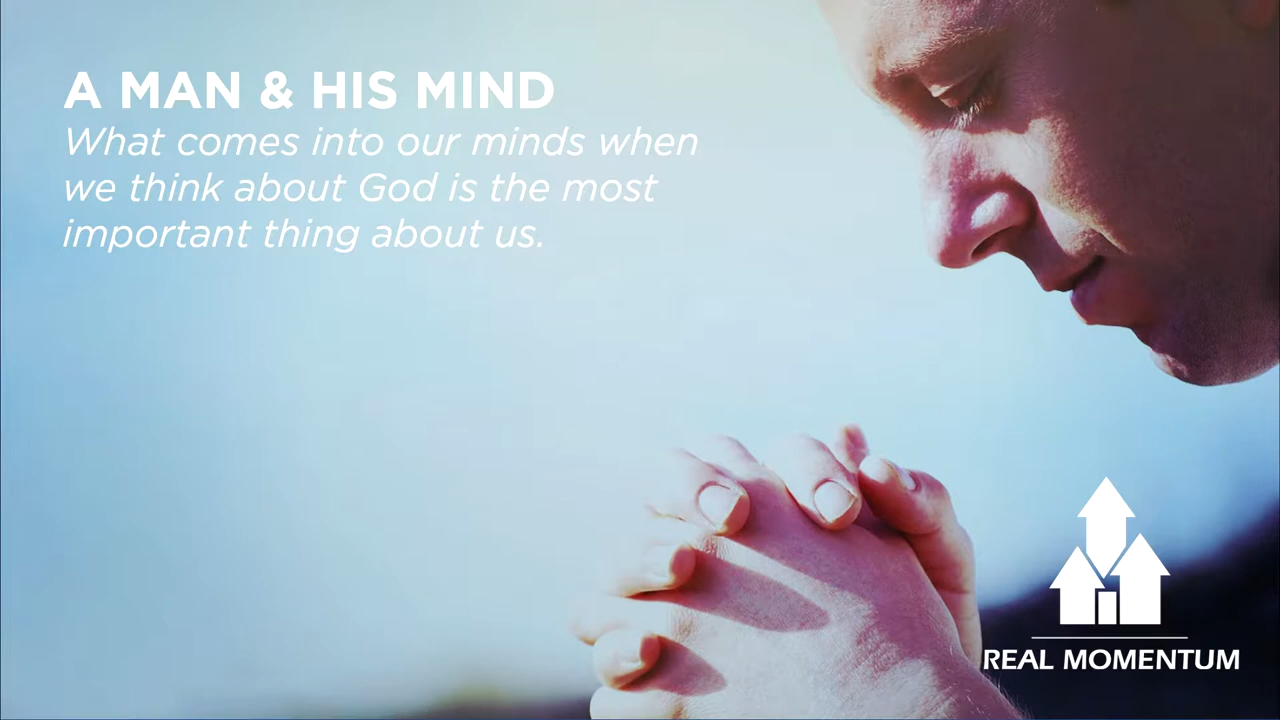 A MAN & HIS MIND
What comes into our minds when
we think about God is the most
important thing about us.
REAL MOMENTUM